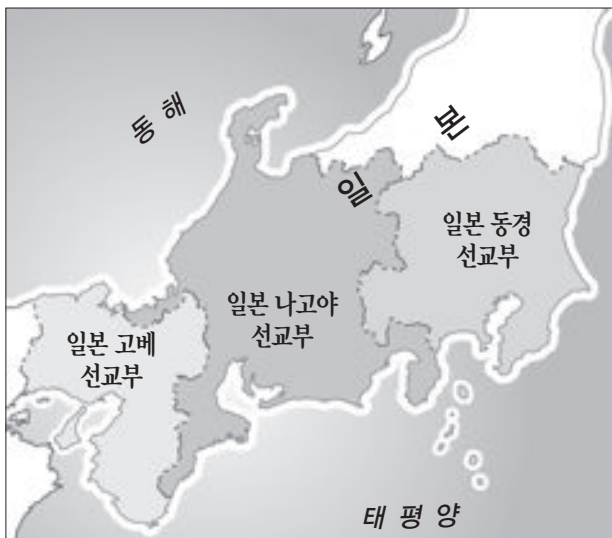 동해
일본
일본 동경
선교부
일본 나고야
선교부
일본 고베
선교부
태평양